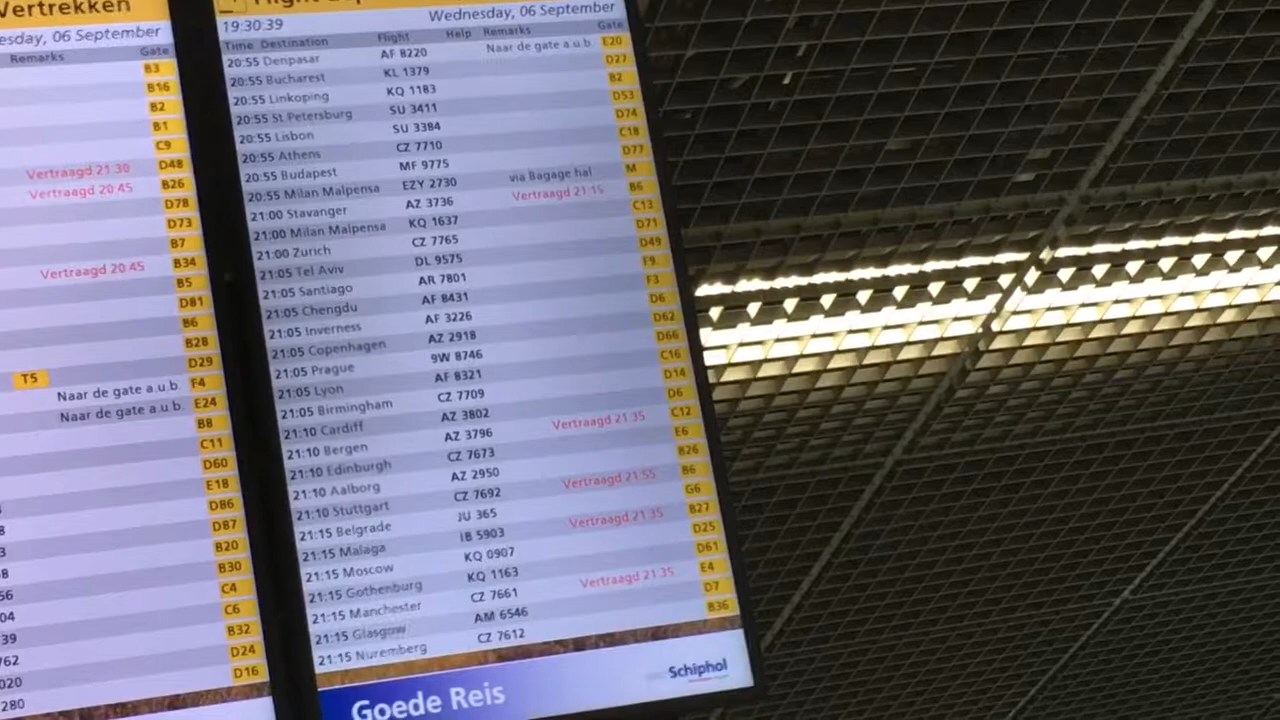 Vertrekken
esday, 06 September
Remarks Gate
B3
B16
B2
B1
C9
Vertraagd 21:30 D48
Vertraagd 20:45 B26
D78
D73
B7
Vertraagd 20:45 B34
B5
D81
B6
B28
T5 D29
Naar de gate a.u.b. F4
Naar de gate a.u.b. E24
B8
C11
D60
E18
8 D86
3 D87
8 B20
56 B30
04 C4
39 C6
762 B32
020 D24
280 D16
19:30:39 Wednesday, 06 September
Time Destination Flight Help Remarks Gate
20:55 Denpasar AF 8220 Naar de gate a.u.b. E20
20:55 Bucharest KL 1379 D27
20:55 Linkoping KQ 1183 B2
20:55 St Petersburg SU 3411 D53
20:55 Lisbon SU 3384 D74
20:55 Athens CZ 7710 C18
20:55 Budapest MF 9775 D77
20:55 Milan Malpensa EZY 2730 via Bagage hal M
21:00 Stavanger AZ 3736 Vertraagd 21:15 B6
21:00 Milan Malpensa KQ 1637 C13
21:00 Zurich CZ 7765 D71
21:05 Tel Aviv DL 9575 D49
21:05 Santiago AR 7801 F9
21:05 Chengdu AF 8431 F3
21:05 Inverness AF 3226 D6
21:05 Copenhagen AZ 2918 D62
21:05 Prague 9W 8746 D66
21:05 Lyon AF 8321 C16
21:05 Birmingham CZ 7709 D14
21:10 Cardiff AZ 3802 D6
21:10 Bergen AZ 3796 Vertraagd 21:35 C12
21:10 Edinburgh CZ 7673 E6
21:10 Aalborg AZ 2950 B26
21:10 Stuttgart CZ 7692 Vertraagd 21:55 B6
21:15 Belgrade JU 365 G6
21:15 Malaga IB 5903 Vertraagd 21:35 B27
21:15 Moscow KQ 0907 D25
21:15 Gothenburg KQ 1163 D61
21:15 Manchester CZ 7661 Vertraagd 21:35 E4
21:15 Glasgow AM 6546 D7
21:15 Nuremberg CZ 7612 B36
Goede Reis Schiphol